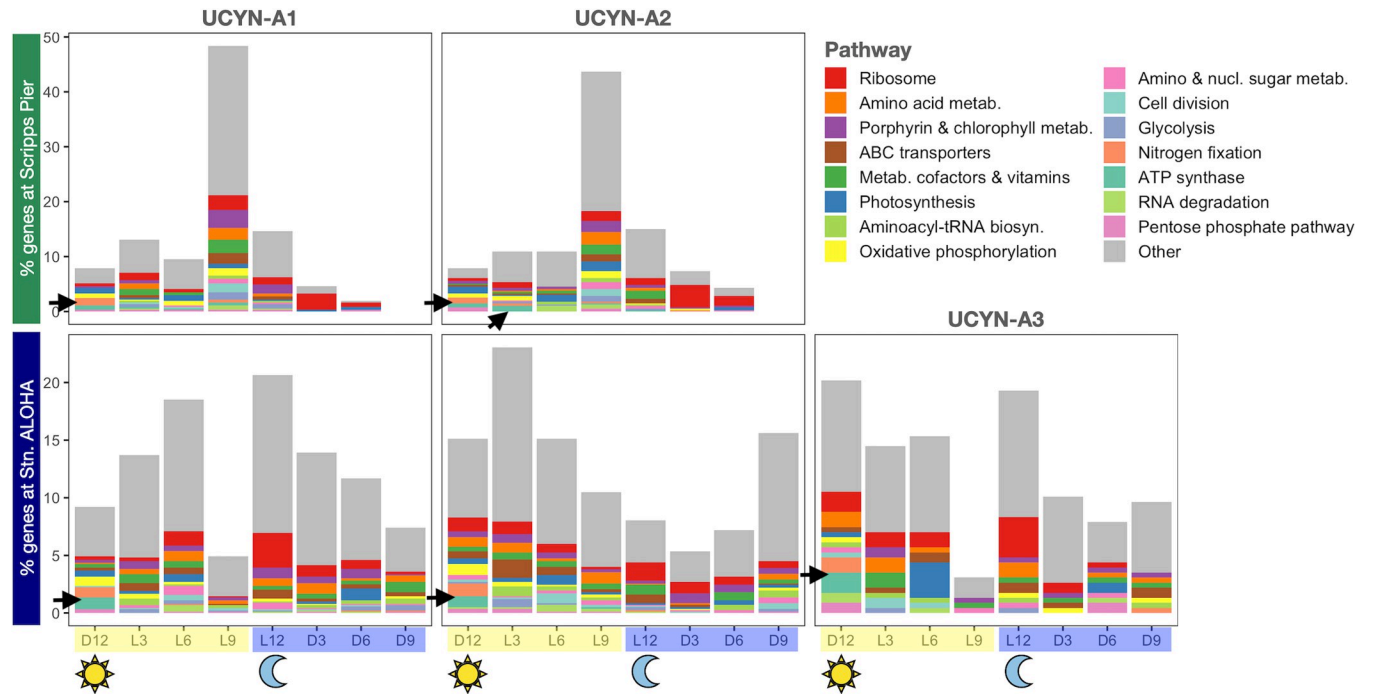 UCYN-A1
UCYN-A2
% genes at Scripps Pier
50
40
30
20
10
0
Pathway
Ribosome
Amino acid metab.
Porphyrin & chlorophyll metab.
ABC transporters
Metab. cofactors & vitamins
Photosynthesis
Aminoacyl-tRNA biosyn.
Oxidative phosphorylation
Amino & nucl. sugar metab.
Cell division
Glycolysis
Nitrogen fixation
ATP synthase
RNA degradation
Pentose phosphate pathway
Other
UCYN-A3
% genes at Stn. ALOHA
20
15
10
5
0
D12 L3 L6 L9 L12 D3 D6 D9
D12 L3 L6 L9 L12 D3 D6 D9
D12 L3 L6 L9 L12 D3 D6 D9